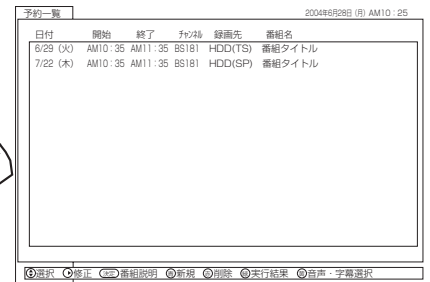 予約一覧 2004年6月28日 (月) AM10：25
日付 開始 終了 チャンネル 録画先 番組名
6/29 (火) AM10：35 AM11：35 BS181 HDD(TS) 番組タイトル
7/22 (木) AM10：35 AM11：35 BS181 HDD(SP) 番組タイトル
選択 修正 決定 番組説明 新規 削除 実行結果 音声・字幕選択